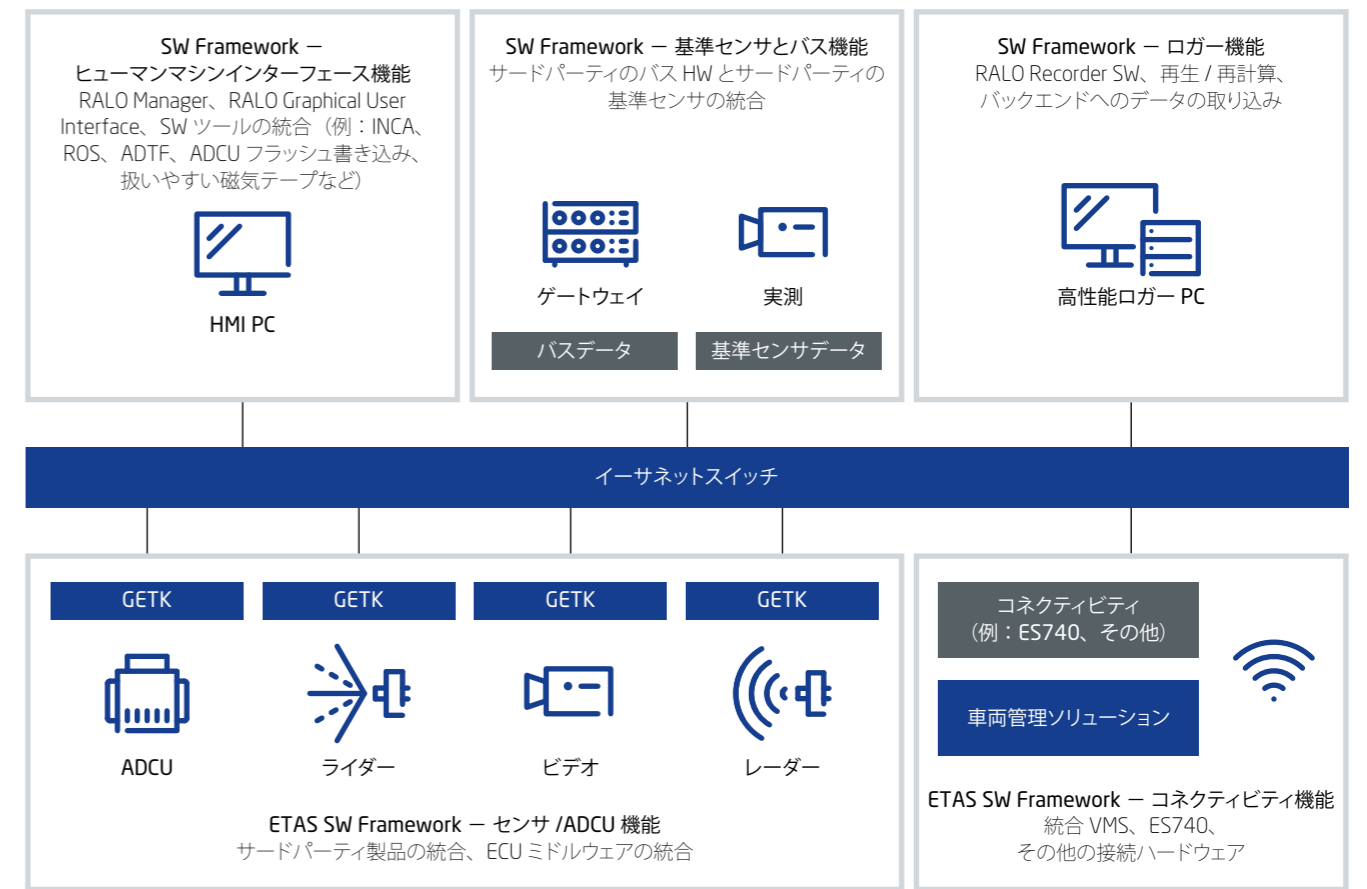 SW Framework －
ヒューマンマシンインターフェース機能
RALO Manager、RALO Graphical User
Interface、SW ツールの統合（例：INCA、
ROS、ADTF、ADCU フラッシュ書き込み、
扱いやすい磁気テープなど）
HMI PC
SW Framework － 基準センサとバス機能
サードパーティのバス HW とサードパーティの
基準センサの統合
ゲートウェイ
実測
バスデータ
基準センサデータ
SW Framework － ロガー機能
RALO Recorder SW、再生 / 再計算、
バックエンドへのデータの取り込み
高性能ロガー PC
イーサネットスイッチ
GETK
GETK
GETK
GETK
ADCU
ライダー
ビデオ
レーダー
ETAS SW Framework － センサ /ADCU 機能
サードパーティ製品の統合、ECU ミドルウェアの統合
コネクティビティ
（例：ES740、その他）
車両管理ソリューション
ETAS SW Framework － コネクティビティ機能
統合 VMS、ES740、
その他の接続ハードウェア